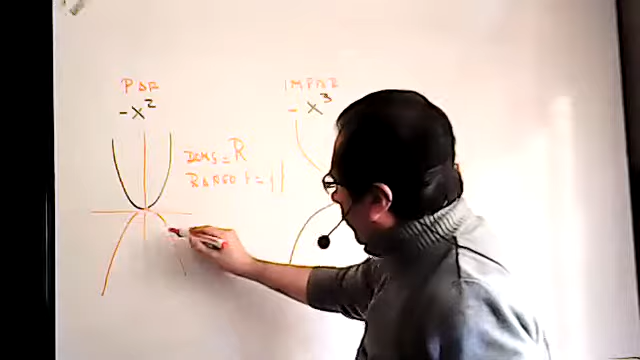 PAR
-x²
IMPAR
- x³
DOM f = R
RANGO f = {